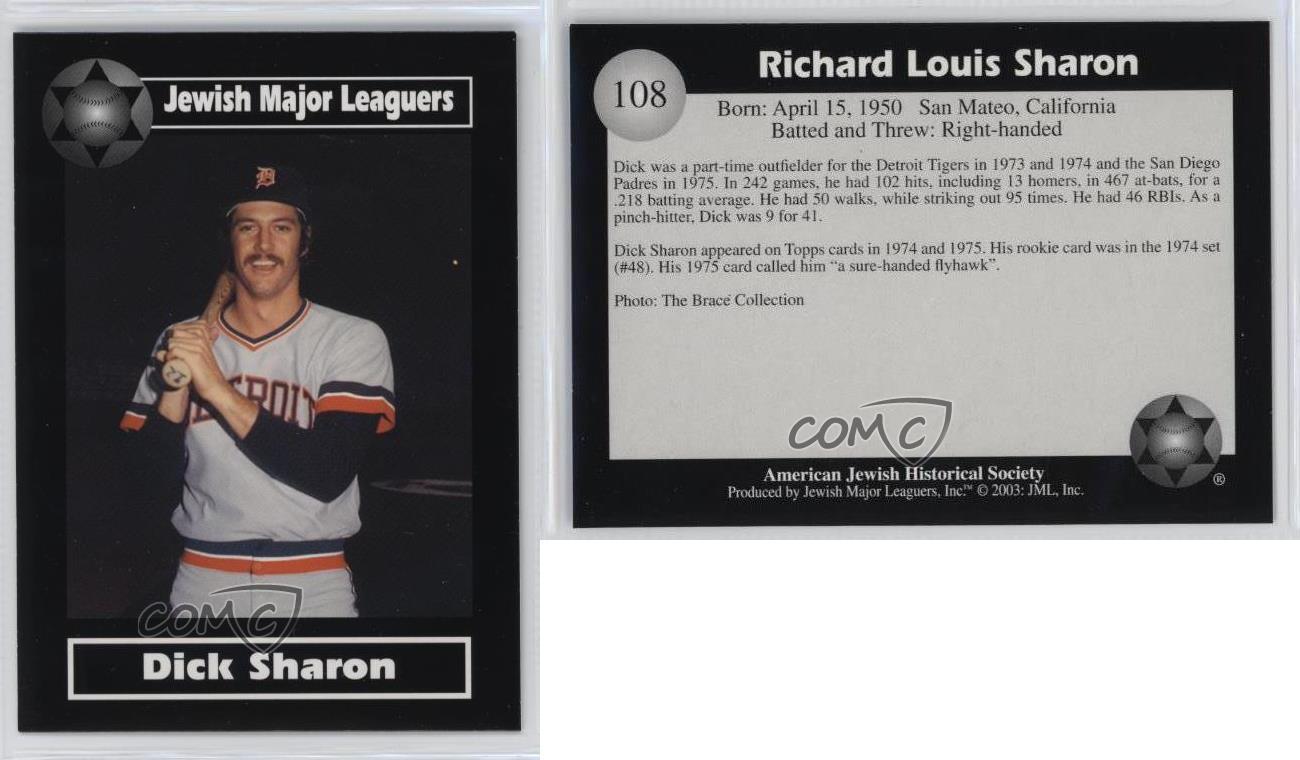 Jewish Major Leaguers
D
DETROIT
COMC
Dick Sharon
108
Richard Louis Sharon
Born: April 15, 1950 San Mateo, California
Batted and Threw: Right-handed
Dick was a part-time outfielder for the Detroit Tigers in 1973 and 1974 and the San Diego
Padres in 1975. In 242 games, he had 102 hits, including 13 homers, in 467 at-bats, for a
.218 batting average. He had 50 walks, while striking out 95 times. He had 46 RBIs. As a
pinch-hitter, Dick was 9 for 41.
Dick Sharon appeared on Topps cards in 1974 and 1975. His rookie card was in the 1974 set
(#48). His 1975 card called him “a sure-handed flyhawk”.
Photo: The Brace Collection
COMC
American Jewish Historical Society
Produced by Jewish Major Leaguers, Inc.™ © 2003: JML, Inc.
®